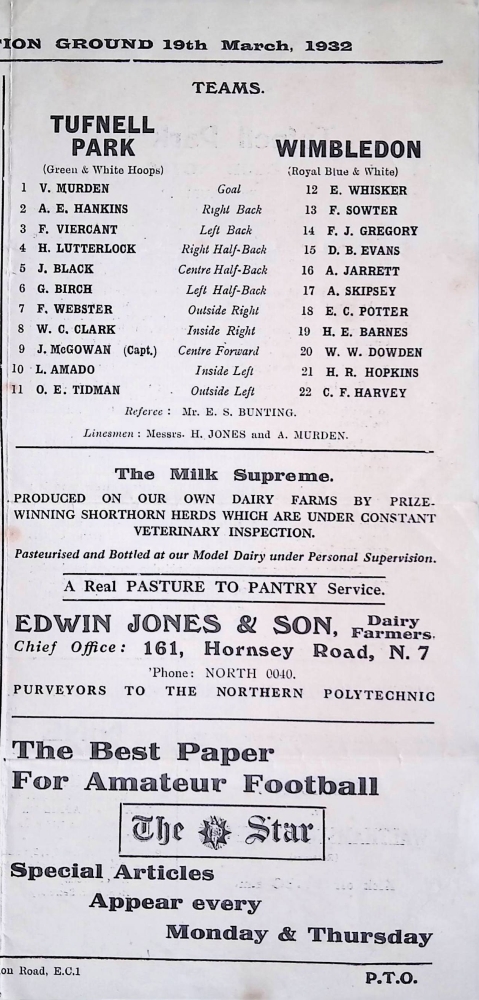 ION GROUND 19th March, 1932
TEAMS.
TUFNELL
PARK
WIMBLEDON
(Green & White Hoops)
(Royal Blue & White)
1 V. MURDEN Goal 12 E. WHISKER
2 A. E. HANKINS Right Back 13 F. SOWTER
3 F. VIERCANT Left Back 14 F. J. GREGORY
4 H. LUTTERLOCK Right Half-Back 15 D. B. EVANS
5 J. BLACK Centre Half-Back 16 A. JARRETT
6 G. BIRCH Left Half-Back 17 A. SKIPSEY
7 F. WEBSTER Outside Right 18 E. C. POTTER
8 W. C. CLARK Inside Right 19 H. E. BARNES
9 J. McGOWAN (Capt.) Centre Forward 20 W. W. DOWDEN
10 L. AMADO Inside Left 21 H. R. HOPKINS
11 O. E. TIDMAN Outside Left 22 C. F. HARVEY
Referee : Mr. E. S. BUNTING.
Linesmen : Messrs. H. JONES and A. MURDEN.
The Milk Supreme.
PRODUCED ON OUR OWN DAIRY FARMS BY PRIZE-
WINNING SHORTHORN HERDS WHICH ARE UNDER CONSTANT
VETERINARY INSPECTION.
Pasteurised and Bottled at our Model Dairy under Personal Supervision.
A Real PASTURE TO PANTRY Service.
EDWIN JONES & SON, Dairy Farmers.
Chief Office: 161, Hornsey Road, N. 7
'Phone: NORTH 0040.
PURVEYORS TO THE NORTHERN POLYTECHNIC
The Best Paper
For Amateur Football
The Star
Special Articles
Appear every
Monday & Thursday
on Road, E.C.1
P.T.O.